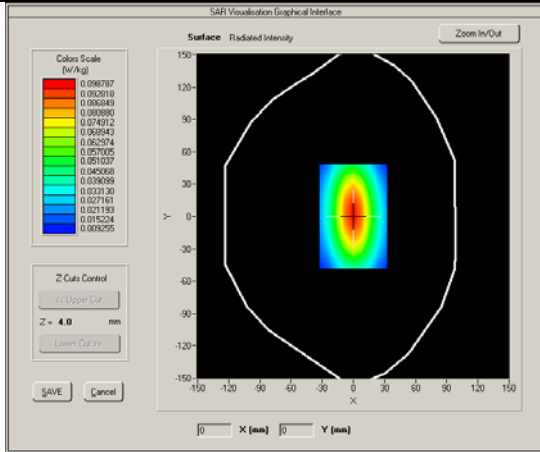 SAR Visualisation Graphical Interface
Surface Radiated Intensity
Zoom In/Out
Colors Scale
(W/kg)
0.098787
0.092818
0.086849
0.080880
0.074912
0.068943
0.062974
0.057005
0.051037
0.045068
0.039099
0.033130
0.027161
0.021193
0.015224
0.009255
Z-Cuts Control
<< Upper Cut
Z = 4.0 mm
Lower Cut >>
SAVE Cancel
150
120
90
60
30
0
-30
-60
-90
-120
-150
Y
-150 -120 -90 -60 -30 0 30 60 90 120 150
X
0 X (mm) 0 Y (mm)